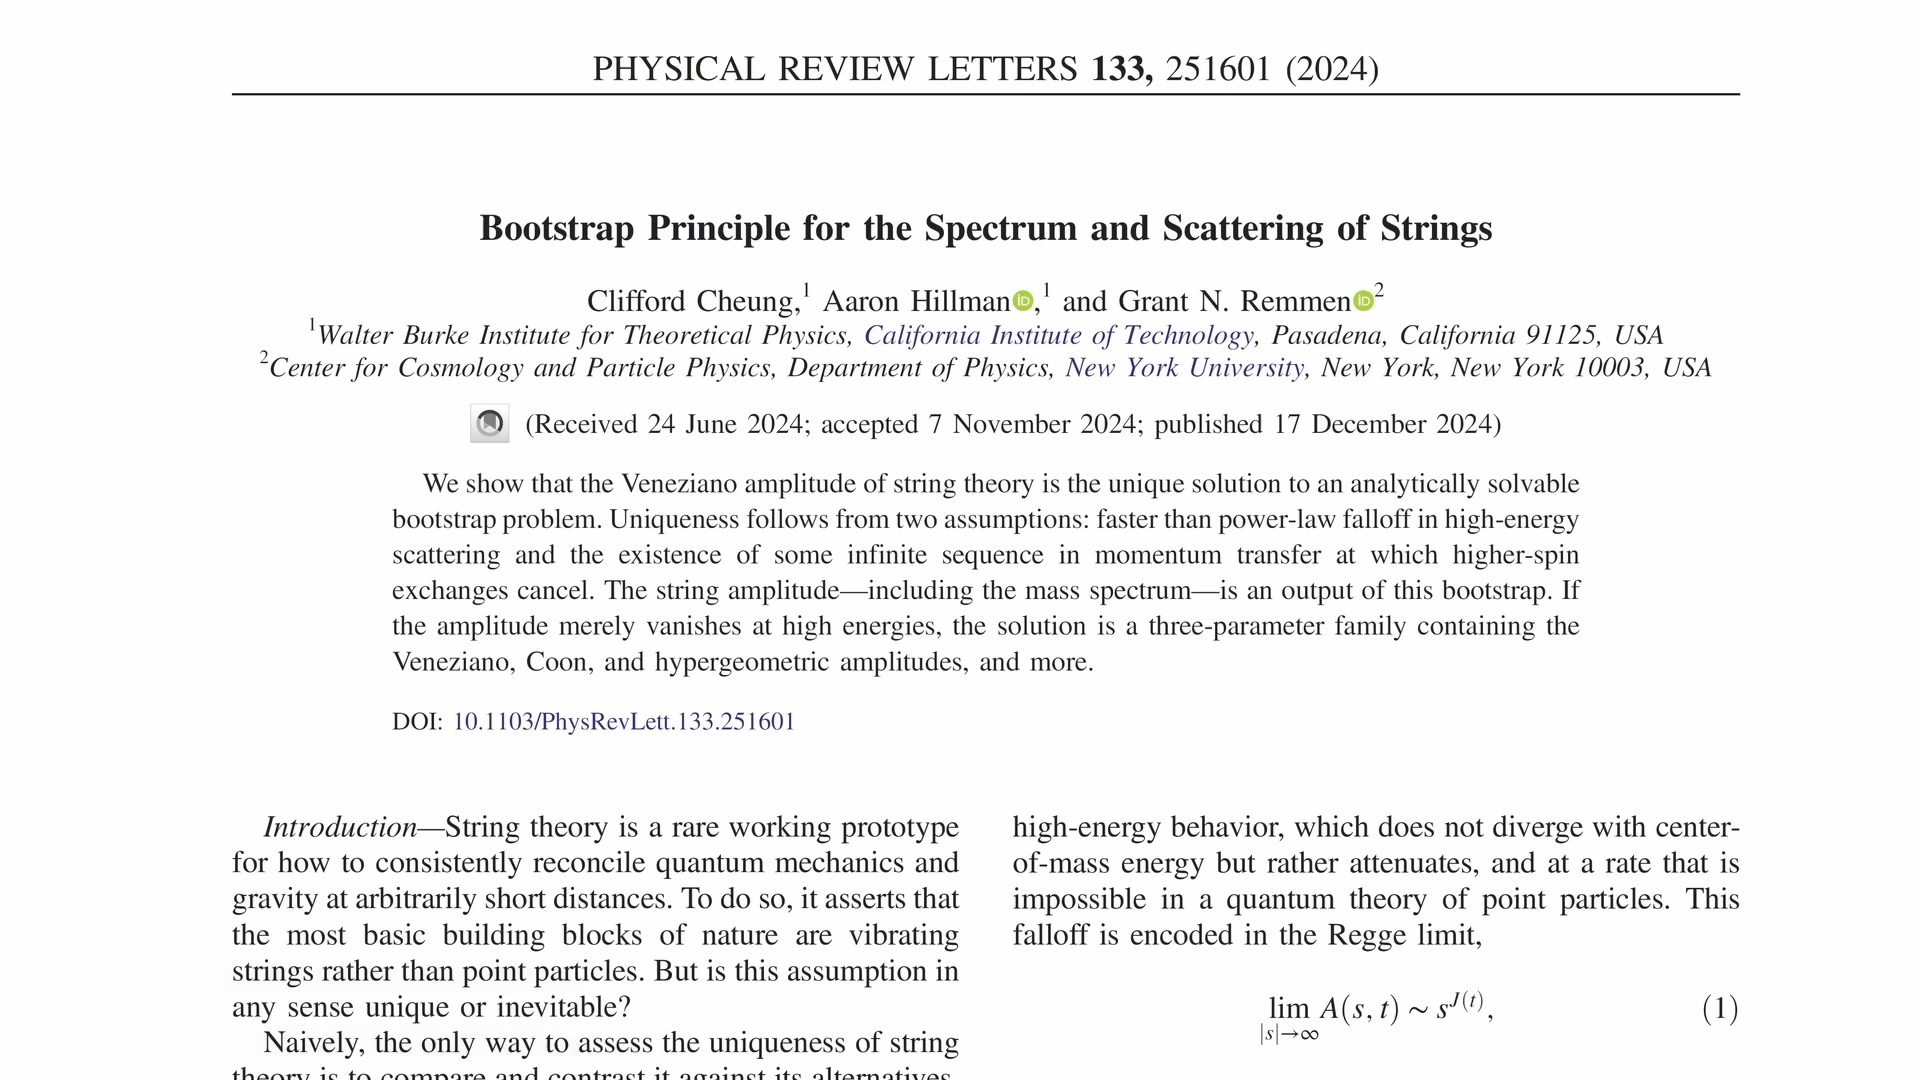 PHYSICAL REVIEW LETTERS 133, 251601 (2024)
Bootstrap Principle for the Spectrum and Scattering of Strings
Clifford Cheung,1 Aaron Hillman iD,1 and Grant N. Remmen iD2
1Walter Burke Institute for Theoretical Physics, California Institute of Technology, Pasadena, California 91125, USA
2Center for Cosmology and Particle Physics, Department of Physics, New York University, New York, New York 10003, USA
(Received 24 June 2024; accepted 7 November 2024; published 17 December 2024)
We show that the Veneziano amplitude of string theory is the unique solution to an analytically solvable
bootstrap problem. Uniqueness follows from two assumptions: faster than power-law falloff in high-energy
scattering and the existence of some infinite sequence in momentum transfer at which higher-spin
exchanges cancel. The string amplitude—including the mass spectrum—is an output of this bootstrap. If
the amplitude merely vanishes at high energies, the solution is a three-parameter family containing the
Veneziano, Coon, and hypergeometric amplitudes, and more.
DOI: 10.1103/PhysRevLett.133.251601
Introduction—String theory is a rare working prototype
for how to consistently reconcile quantum mechanics and
gravity at arbitrarily short distances. To do so, it asserts that
the most basic building blocks of nature are vibrating
strings rather than point particles. But is this assumption in
any sense unique or inevitable?
Naively, the only way to assess the uniqueness of string
theory is to compare and contrast it against its alternatives.
high-energy behavior, which does not diverge with center-
of-mass energy but rather attenuates, and at a rate that is
impossible in a quantum theory of point particles. This
falloff is encoded in the Regge limit,
lim A(s, t) ∼ s^J(t), (1)
|s|→∞